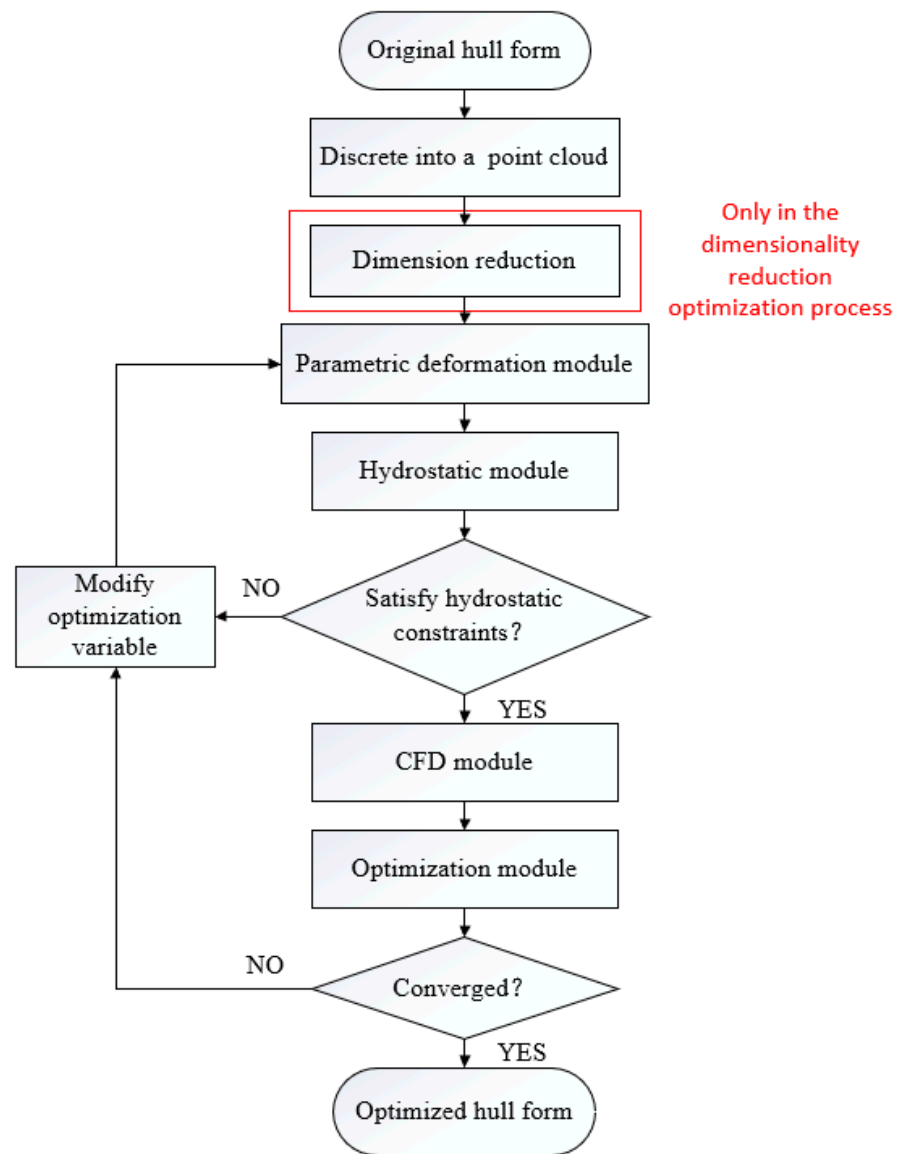 Original hull form
Discrete into a point cloud
Only in the
dimensionality
reduction
optimization process
Dimension reduction
Parametric deformation module
Hydrostatic module
Modify
optimization
variable
NO
Satisfy hydrostatic
constraints?
YES
CFD module
Optimization module
NO
Converged?
YES
Optimized hull form